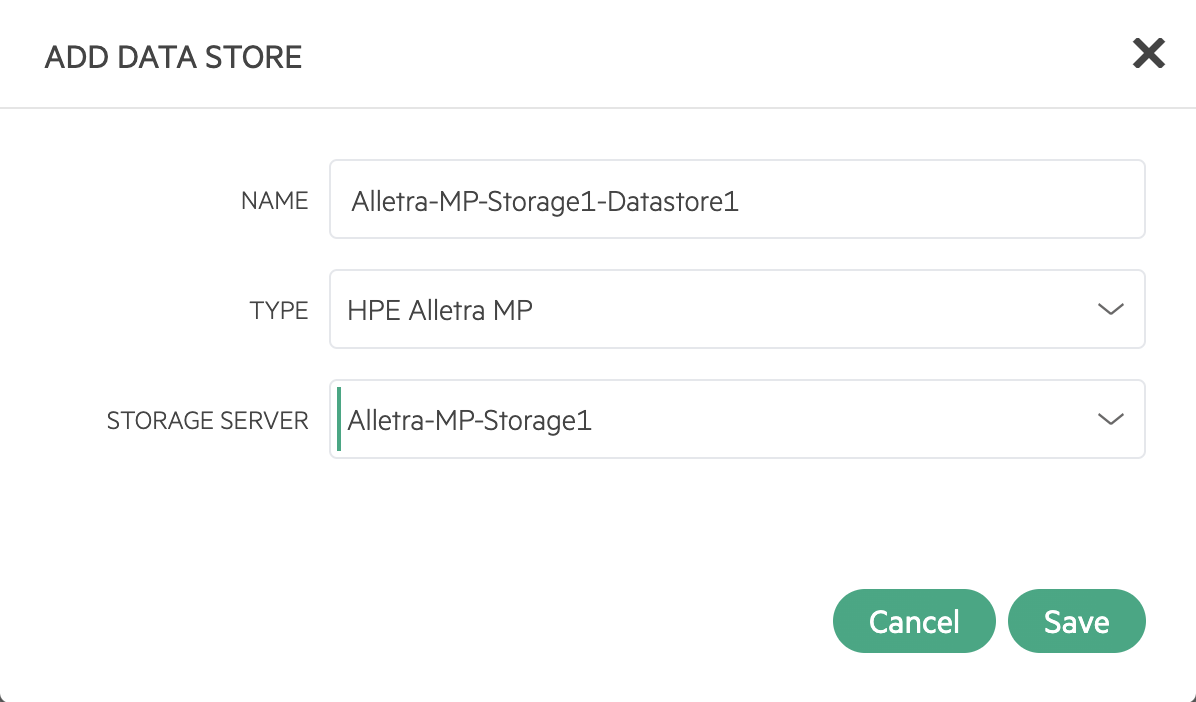 ADD DATA STORE
NAME
Alletra-MP-Storage1-Datastore1
TYPE
HPE Alletra MP
STORAGE SERVER
Alletra-MP-Storage1
Cancel
Save